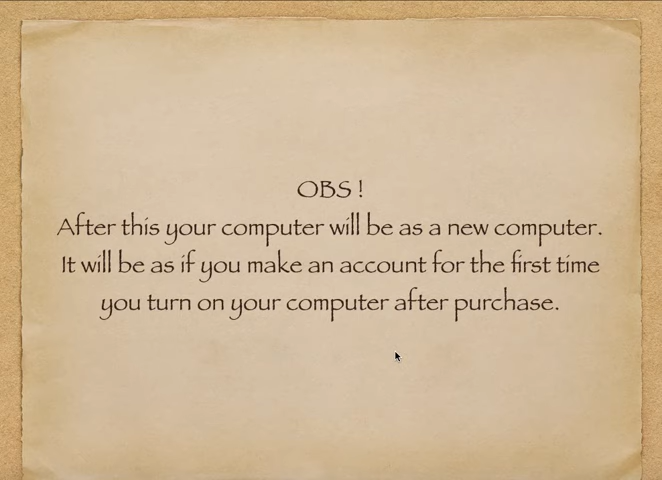 OBS !
After this your computer will be as a new computer.
It will be as if you make an account for the first time
you turn on your computer after purchase.